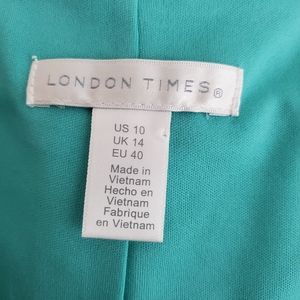 LONDON TIMES®
US 10
UK 14
EU 40
Made in
Vietnam
Hecho en
Vietnam
Fabrique
en Vietnam